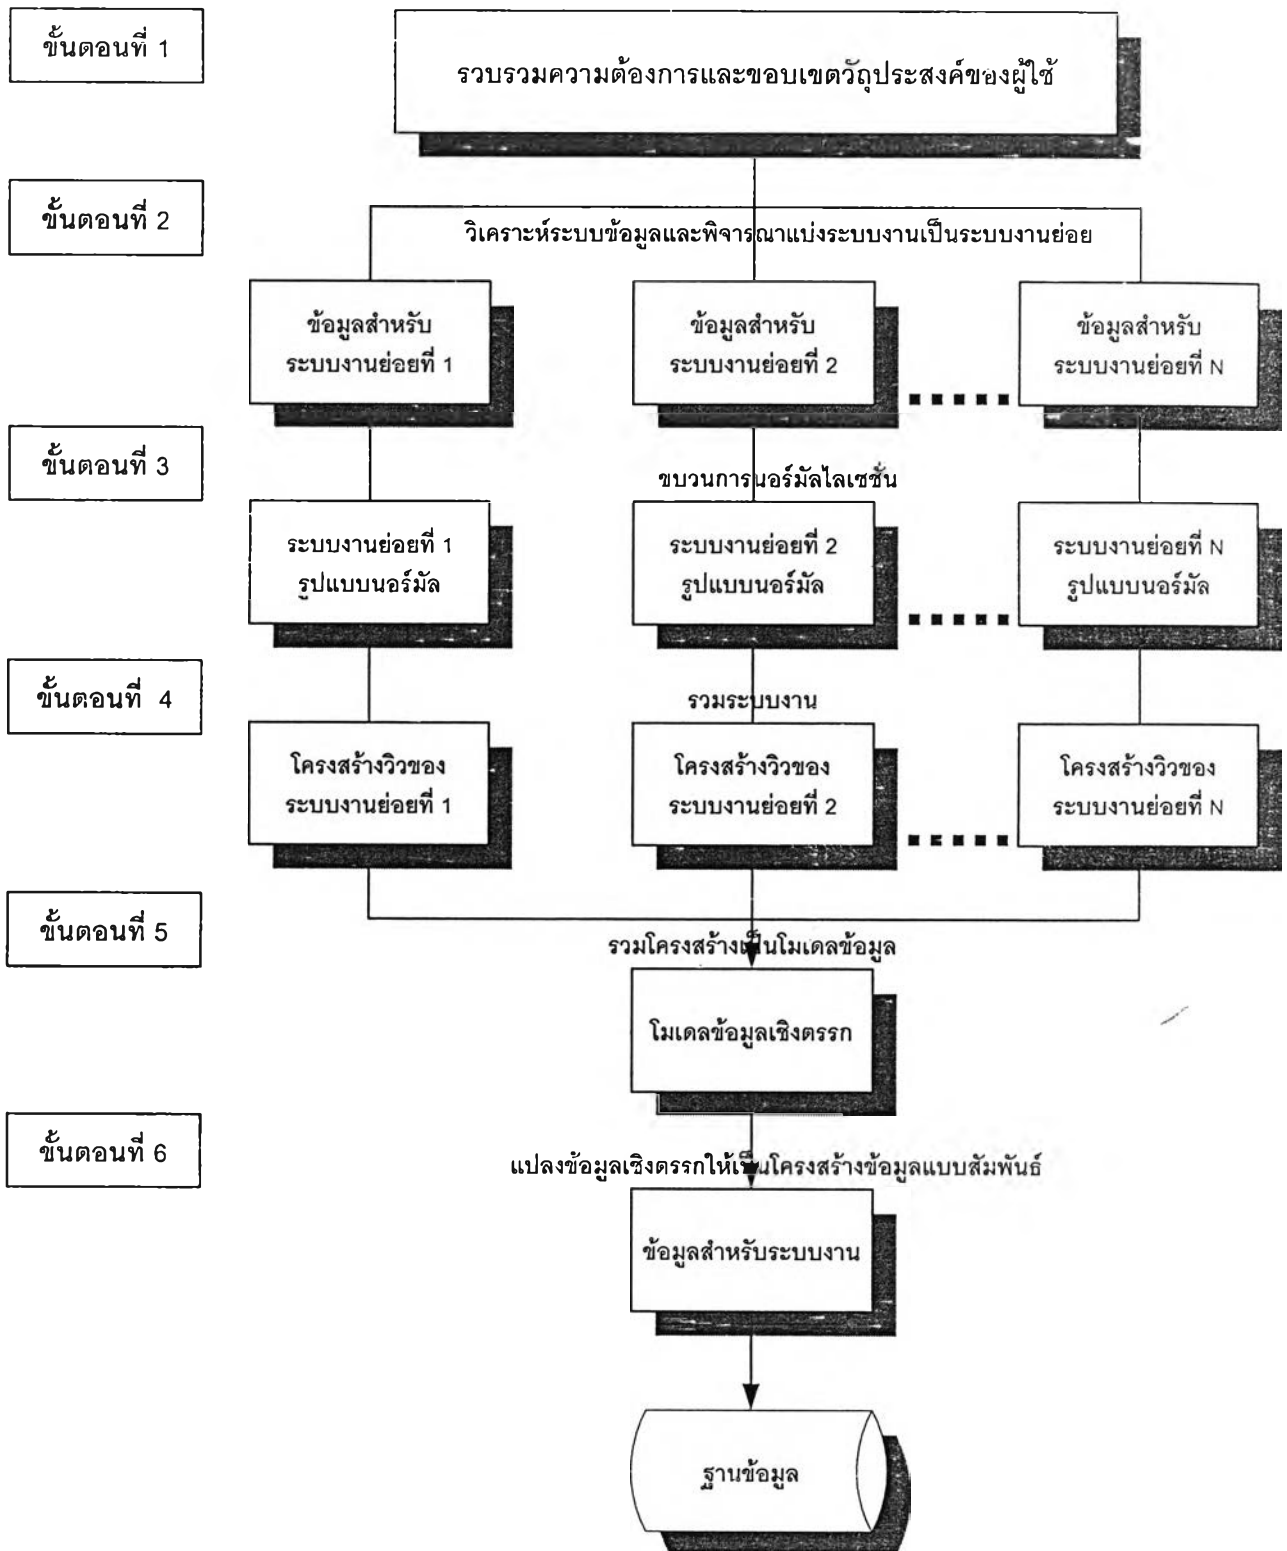 ขั้นตอนที่ 1
รวบรวมความต้องการและขอบเขตวัถุประสงค์ของผู้ใช้
ขั้นตอนที่ 2
วิเคราะห์ระบบข้อมูลและพิจารณาแบ่งระบบงานเป็นระบบงานย่อย
ข้อมูลสำหรับ
ระบบงานย่อยที่ 1
ข้อมูลสำหรับ
ระบบงานย่อยที่ 2
ข้อมูลสำหรับ
ระบบงานย่อยที่ N
ขั้นตอนที่ 3
ขบวนการนอร์มัลไลเซชั่น
ระบบงานย่อยที่ 1
รูปแบบนอร์มัล
ระบบงานย่อยที่ 2
รูปแบบนอร์มัล
ระบบงานย่อยที่ N
รูปแบบนอร์มัล
ขั้นตอนที่ 4
รวมระบบงาน
โครงสร้างวิวของ
ระบบงานย่อยที่ 1
โครงสร้างวิวของ
ระบบงานย่อยที่ 2
โครงสร้างวิวของ
ระบบงานย่อยที่ N
ขั้นตอนที่ 5
รวมโครงสร้างเป็นโมเดลข้อมูล
โมเดลข้อมูลเชิงตรรก
ขั้นตอนที่ 6
แปลงข้อมูลเชิงตรรกให้เป็นโครงสร้างข้อมูลแบบสัมพันธ์
ข้อมูลสำหรับระบบงาน
ฐานข้อมูล